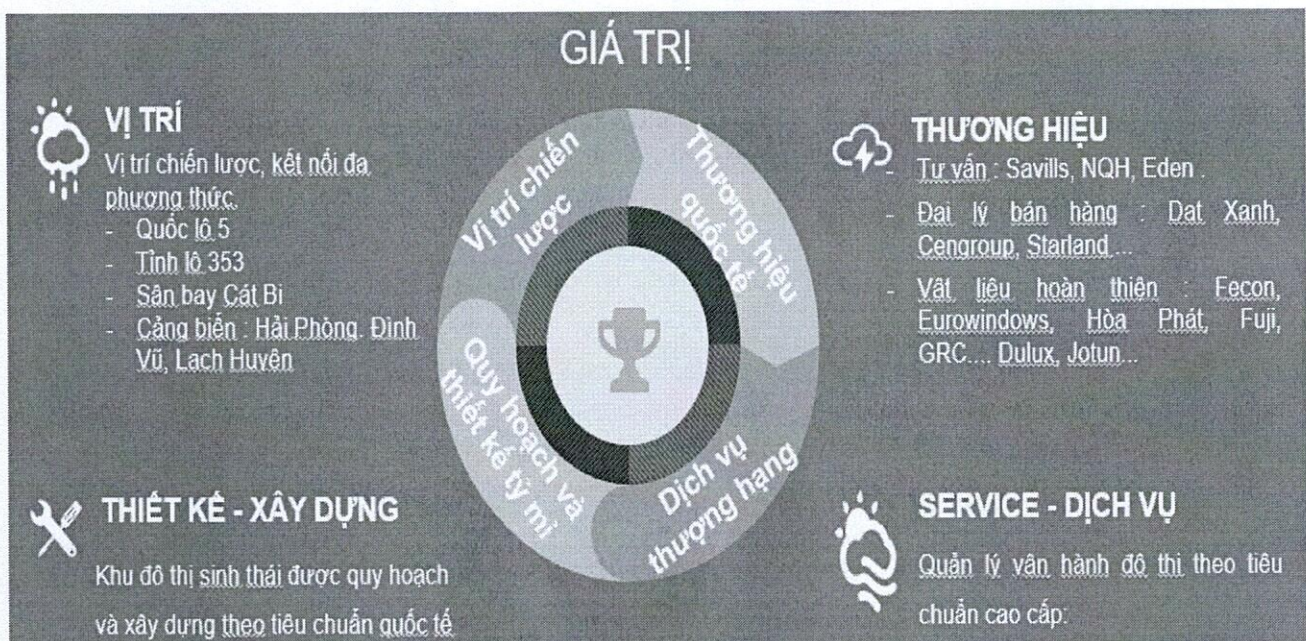 GIÁ TRỊ
VỊ TRÍ
Vị trí chiến lược, kết nối đa
phương thức.
- Quốc lộ 5
- Tỉnh lộ 353
- Sân bay Cát Bi
- Cảng biển : Hải Phòng. Đình
Vũ, Lạch Huyện
THƯƠNG HIỆU
- Tư vấn : Savills, NQH, Eden .
- Đại lý bán hàng : Dat Xanh,
Cengroup, Starland ...
- Vật liệu hoàn thiện : Fecon,
Eurowindows, Hòa Phát, Fuji,
GRC.... Dulux, Jotun...
Vị trí chiến
lược
Thương hiệu
quốc tế
Quy hoạch và
thiết kế tỷ mỉ
Dịch vụ
thượng hạng
THIẾT KẾ - XÂY DỰNG
Khu đô thị sinh thái được quy hoạch
và xây dựng theo tiêu chuẩn quốc tế
SERVICE - DỊCH VỤ
Quản lý vận hành đô thị theo tiêu
chuẩn cao cấp: